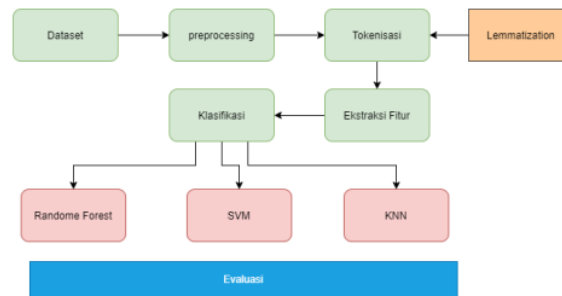 Dataset
preprocessing
Tokenisasi
Lemmatization
Klasifikasi
Ekstraksi Fitur
Randome Forest
SVM
KNN
Evaluasi